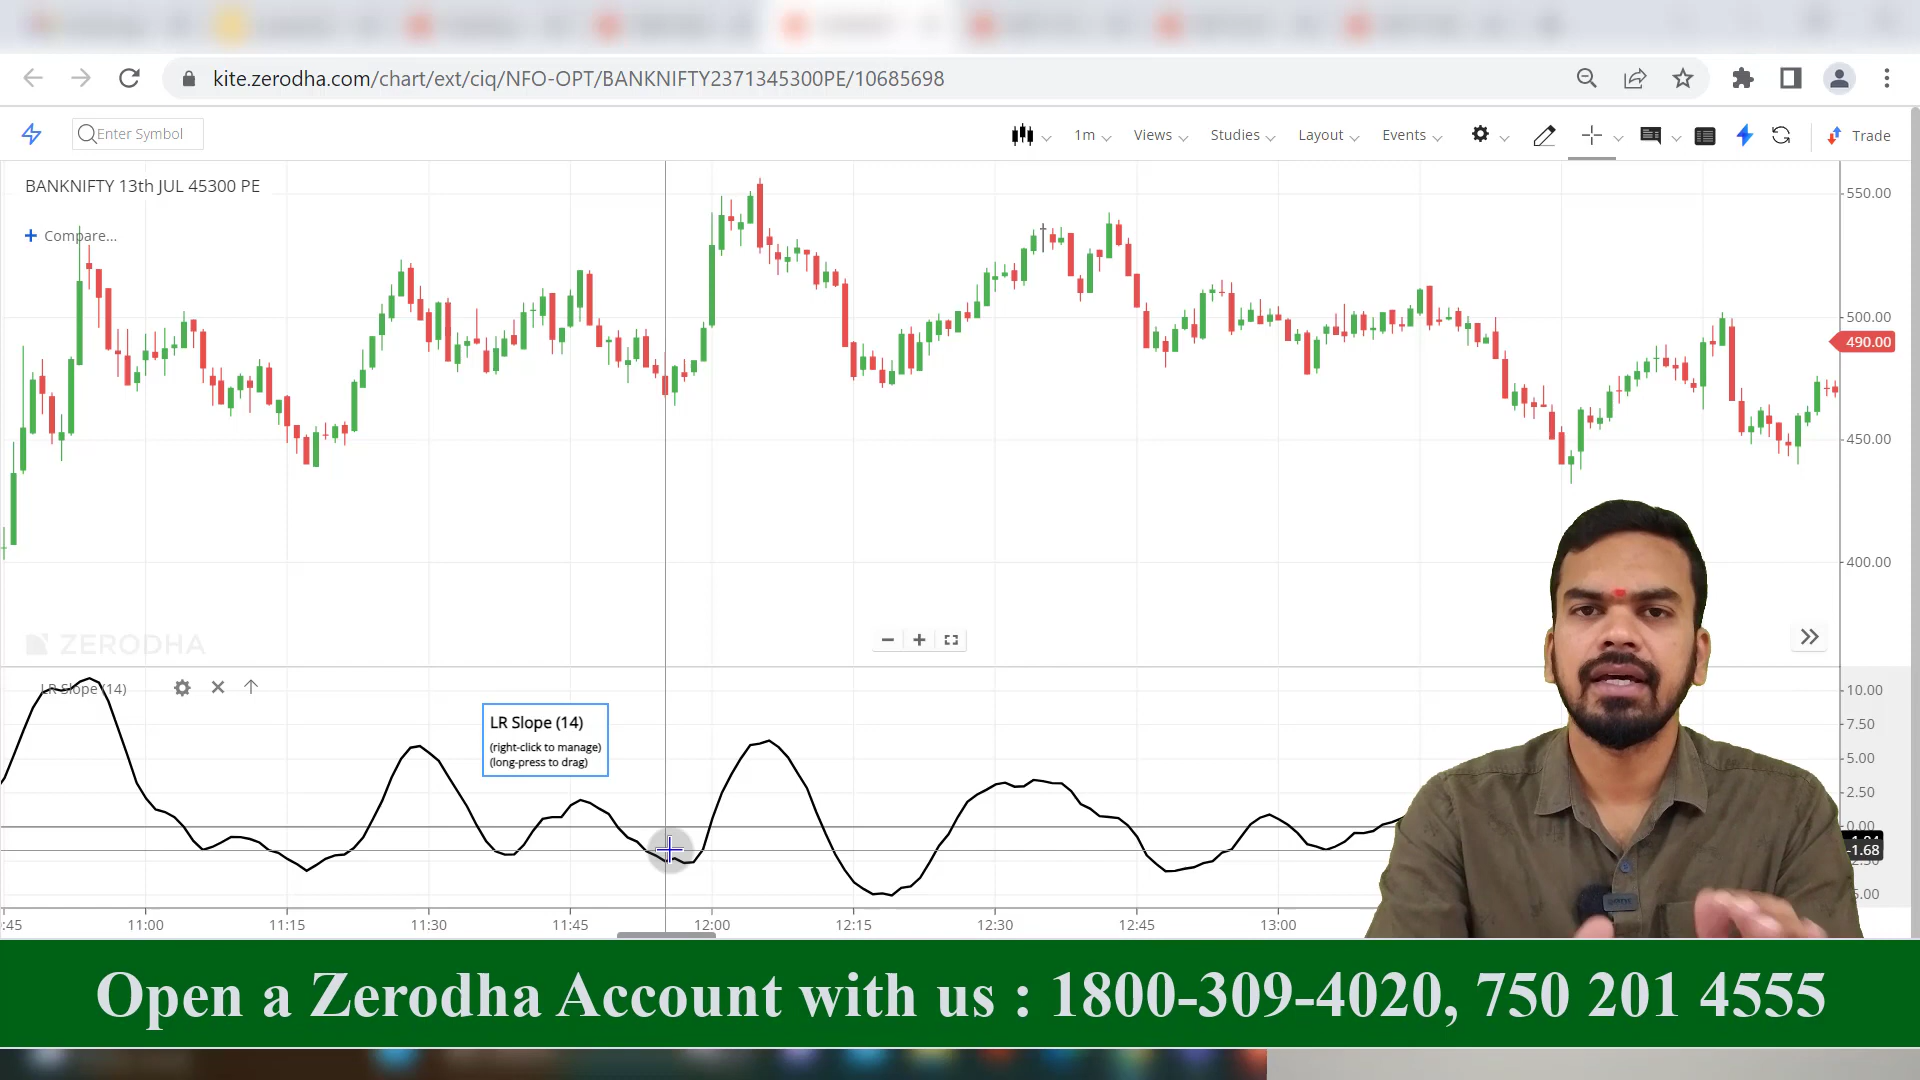 kite.zerodha.com/chart/ext/ciq/NFO-OPT/BANKNIFTY2371345300PE/10685698
Enter Symbol
1m
Views
Studies
Layout
Events
Trade
BANKNIFTY 13th JUL 45300 PE
Compare...
550.00
500.00
490.00
450.00
400.00
ZERODHA
LR Slope (14)
LR Slope (14)
(right-click to manage)
(long-press to drag)
10.00
7.50
5.00
2.50
0.00
-1.68
:45
11:00
11:15
11:30
11:45
12:00
12:15
12:30
12:45
13:00
Open a Zerodha Account with us : 1800-309-4020, 750 201 4555